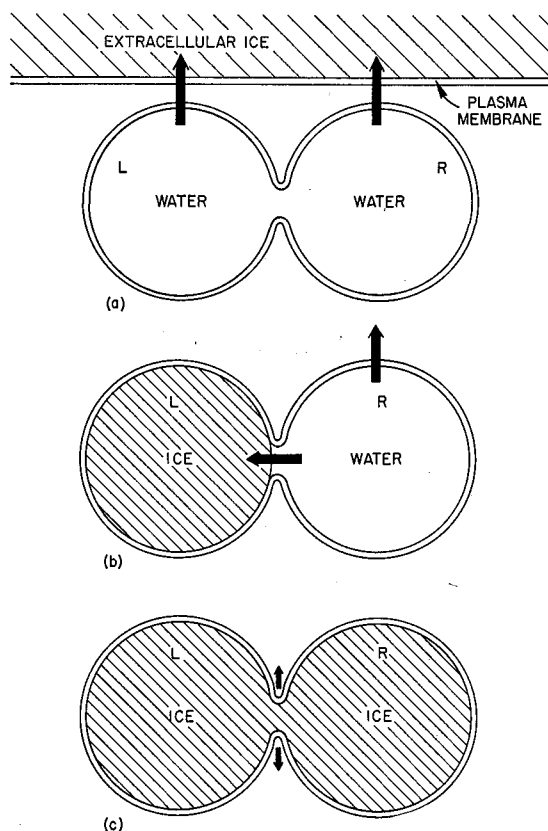 EXTRACELLULAR ICE
PLASMA
MEMBRANE
L
R
WATER
WATER
(a)
L
R
ICE
WATER
(b)
L
R
ICE
ICE
(c)